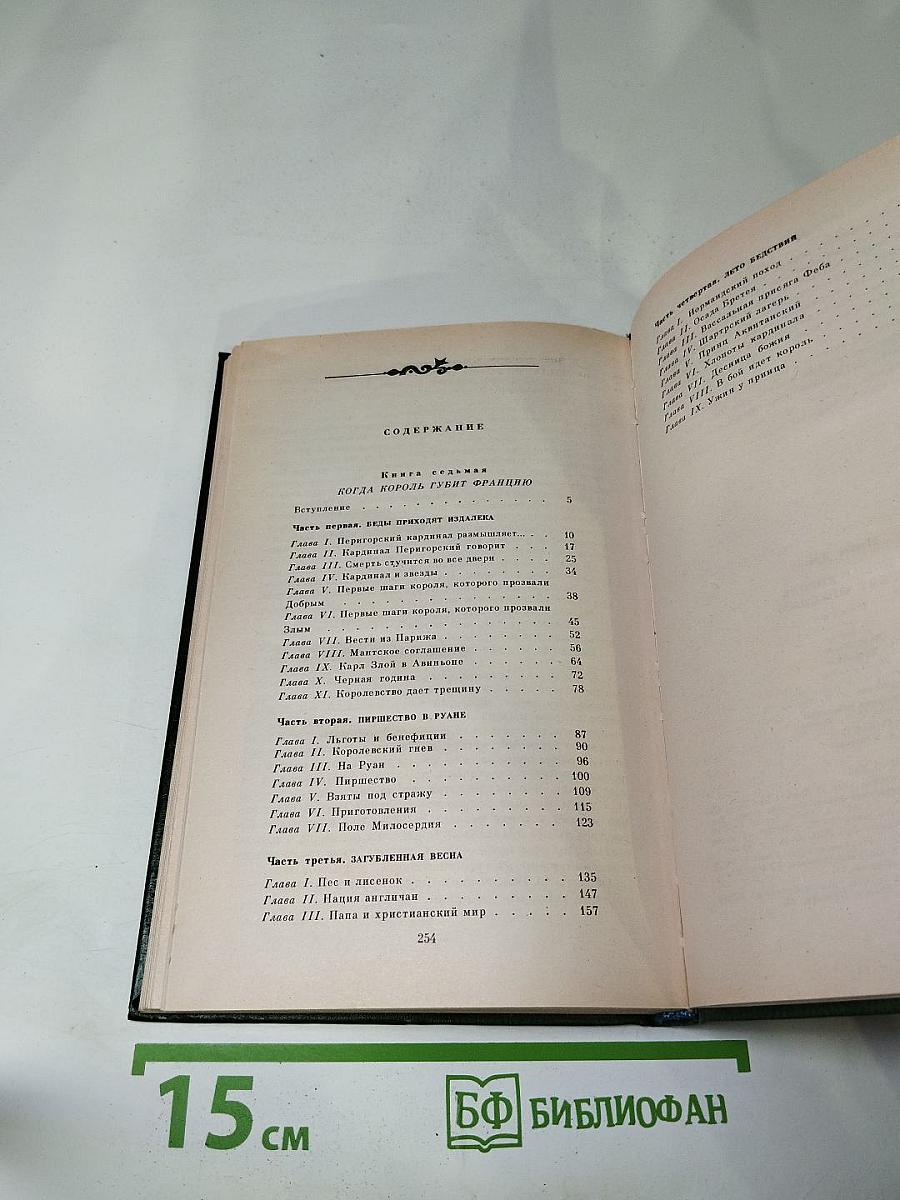 СОДЕРЖАНИЕ
Книга седьмая
КОГДА КОРОЛЬ ГУБИТ ФРАНЦИЮ
Вступление . . . . . . . . . . . . . 5
Часть первая. БЕДЫ ПРИХОДЯТ ИЗДАЛЕКА
Глава I. Перигорский кардинал размышляет... . . 10
Глава II. Кардинал Перигорский говорит . . . 17
Глава III. Смерть стучится во все двери . . . . 25
Глава IV. Кардинал и звезды . . . . . . . . 34
Глава V. Первые шаги короля, которого прозвали
Добрым . . . . . . . . . . . . . . 38
Глава VI. Первые шаги короля, которого прозвали
Злым . . . . . . . . . . . . . . . 45
Глава VII. Вести из Парижа . . . . . . . . 52
Глава VIII. Мантское соглашение . . . . . . 56
Глава IX. Карл Злой в Авиньоне . . . . . . 64
Глава X. Черная година . . . . . . . . . 72
Глава XI. Королевство дает трещину . . . . . 78
Часть вторая. ПИРШЕСТВО В РУАНЕ
Глава I. Льготы и бенефиции . . . . . . . 87
Глава II. Королевский гнев . . . . . . . . 90
Глава III. На Руан . . . . . . . . . . 96
Глава IV. Пиршество . . . . . . . . . 100
Глава V. Взяты под стражу . . . . . . . . 109
Глава VI. Приготовления . . . . . . . . 115
Глава VII. Поле Милосердия . . . . . . . 123
Часть третья. ЗАГУБЛЕННАЯ ВЕСНА
Глава I. Пес и лисенок . . . . . . . . . 135
Глава II. Нация англичан . . . . . . . . 147
Глава III. Папа и христианский мир . . . . . 157
254
Часть четвертая. ЛЕТО БЕДСТВИЙ
Глава I. Нормандский поход . . . . . .
Глава II. Осада Бретея . . . . . . .
Глава III. Вассальная присяга Феба . . . .
Глава IV. Шартрский лагерь . . . . . .
Глава V. Принц Аквитанский . . . . . .
Глава VI. Хлопоты кардинала . . . . .
Глава VII. Десница божия . . . . . .
Глава VIII. В бой идет король . . . . .
Глава IX. Ужин у принца . . . . . .
15 см
БФ БИБЛИОФАН